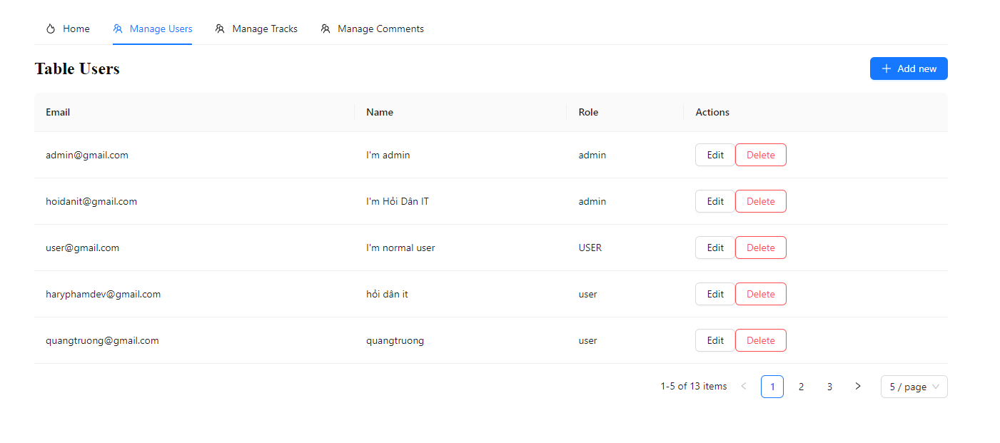 Home Manage Users Manage Tracks Manage Comments
Table Users
Add new
Email Name Role Actions
admin@gmail.com I'm admin admin Edit Delete
hoidanit@gmail.com I'm Hỏi Dân IT admin Edit Delete
user@gmail.com I'm normal user USER Edit Delete
haryphamdev@gmail.com hỏi dân it user Edit Delete
quangtruong@gmail.com quangtruong user Edit Delete
1-5 of 13 items < 1 2 3 > 5 / page